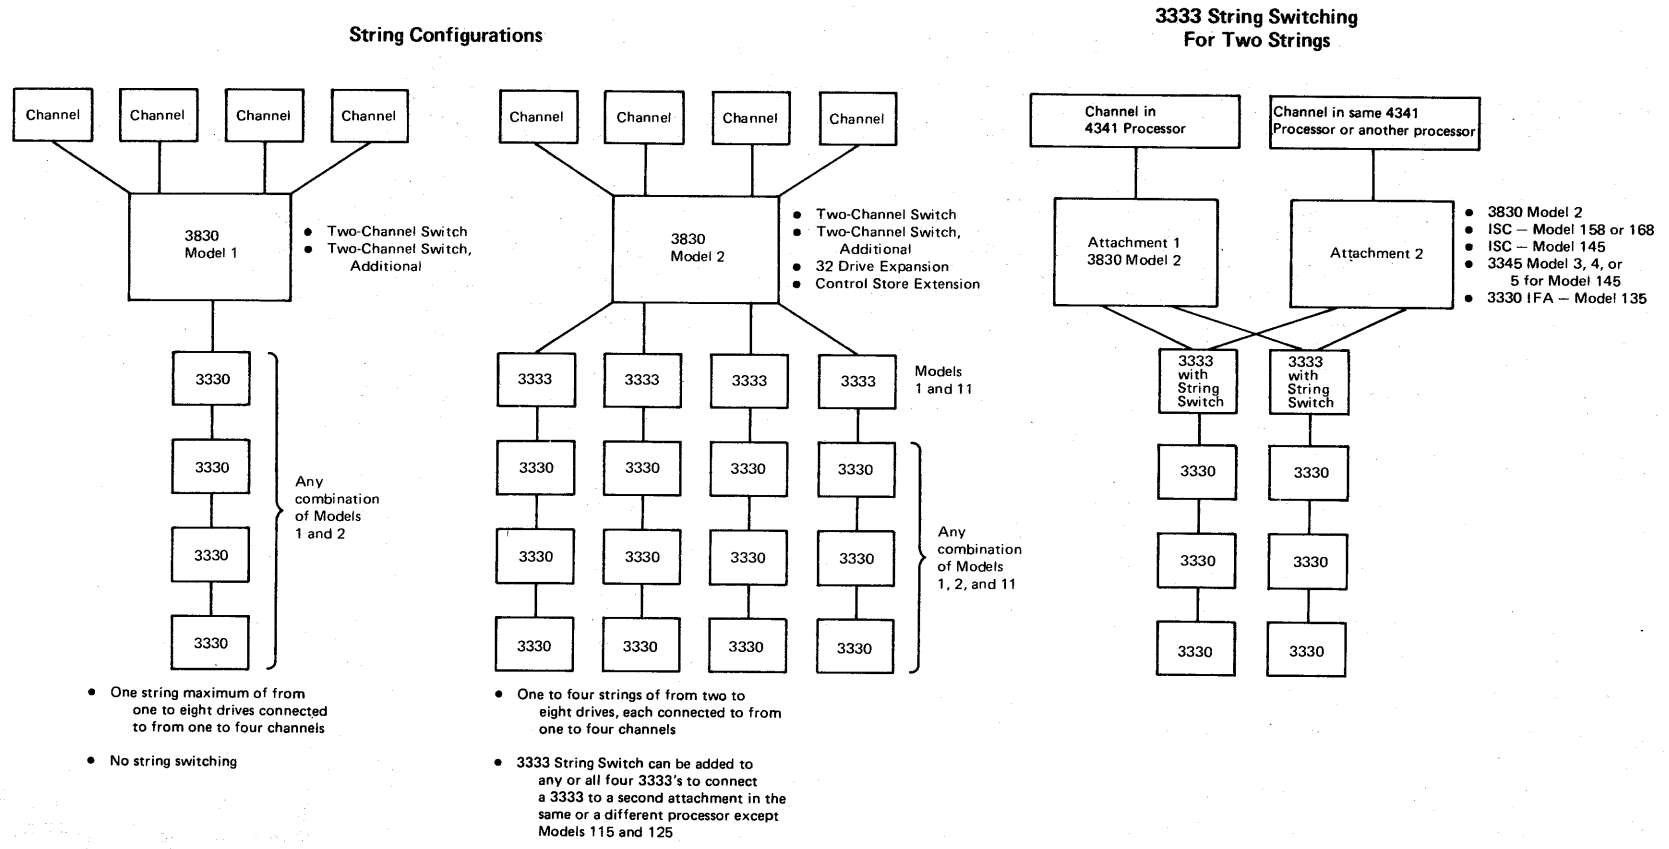 String Configurations
Channel
Channel
Channel
Channel
3830
Model 1
● Two-Channel Switch
● Two-Channel Switch,
Additional
3330
3330
3330
3330
Any
combination
of Models
1 and 2
● One string maximum of from
one to eight drives connected
to from one to four channels
● No string switching
Channel
Channel
Channel
Channel
3830
Model 2
● Two-Channel Switch
● Two-Channel Switch,
Additional
● 32 Drive Expansion
● Control Store Extension
3333
3333
3333
3333
Models
1 and 11
3330
3330
3330
3330
3330
3330
3330
3330
3330
3330
3330
3330
Any
combination
of Models
1, 2, and 11
● One to four strings of from two to
eight drives, each connected to from
one to four channels
● 3333 String Switch can be added to
any or all four 3333's to connect
a 3333 to a second attachment in the
same or a different processor except
Models 115 and 125
3333 String Switching
For Two Strings
Channel in
4341 Processor
Channel in same 4341
Processor or another processor
Attachment 1
3830 Model 2
Attachment 2
● 3830 Model 2
● ISC – Model 158 or 168
● ISC – Model 145
● 3345 Model 3, 4, or
5 for Model 145
● 3330 IFA – Model 135
3333
with
String
Switch
3333
with
String
Switch
3330
3330
3330
3330
3330
3330